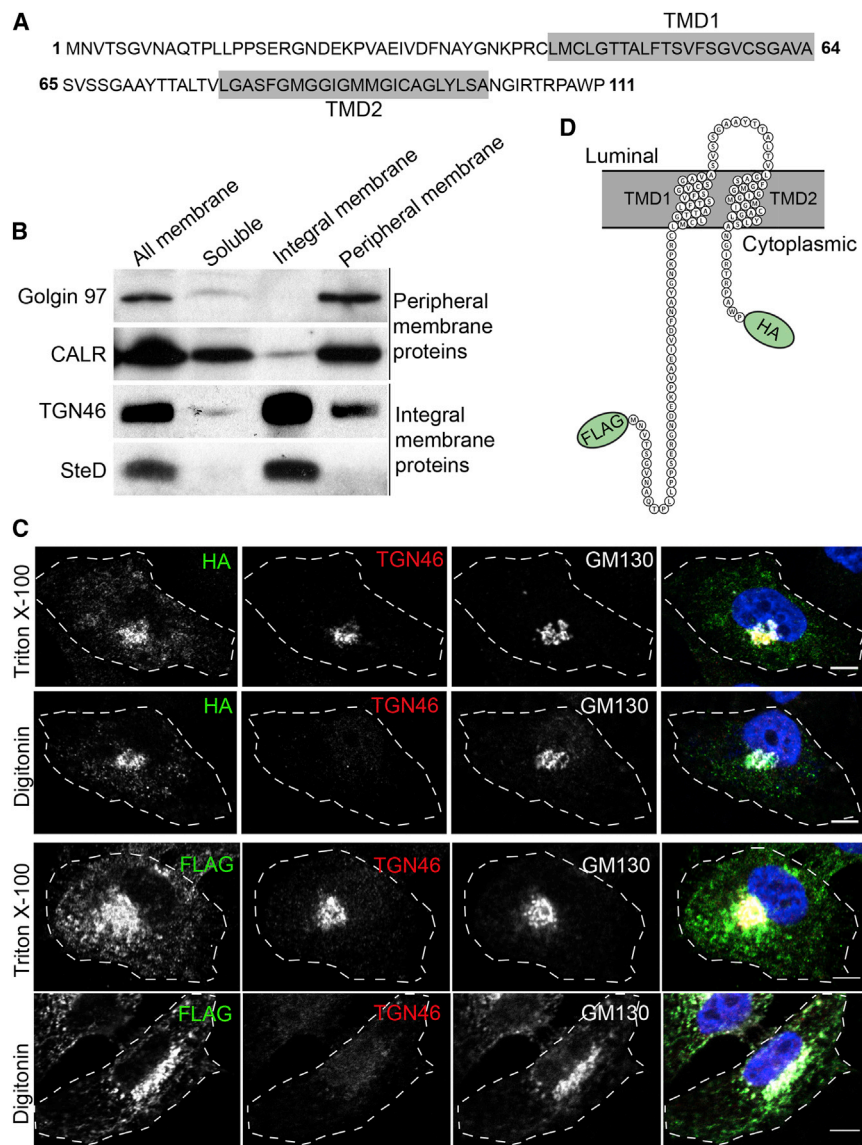 A
TMD1
1 MNVTSGVNAQTPLLPPSERGNDEKPVAEIVDFNAYGNKPRCLMCLGTTALFTSVFSGVCSGAVA 64
65 SVSSGAAYTTALTVLGASFGMGGIGMMGICAGLYLSANGIRTRPAWP 111
TMD2
B
All membrane
Soluble
Integral membrane
Peripheral membrane
Golgin 97
CALR
TGN46
SteD
Peripheral
membrane
proteins
Integral
membrane
proteins
D
Luminal
TMD1
TMD2
Cytoplasmic
HA
FLAG
C
Triton X-100
HA
TGN46
GM130
Digitonin
HA
TGN46
GM130
Triton X-100
FLAG
TGN46
GM130
Digitonin
FLAG
TGN46
GM130